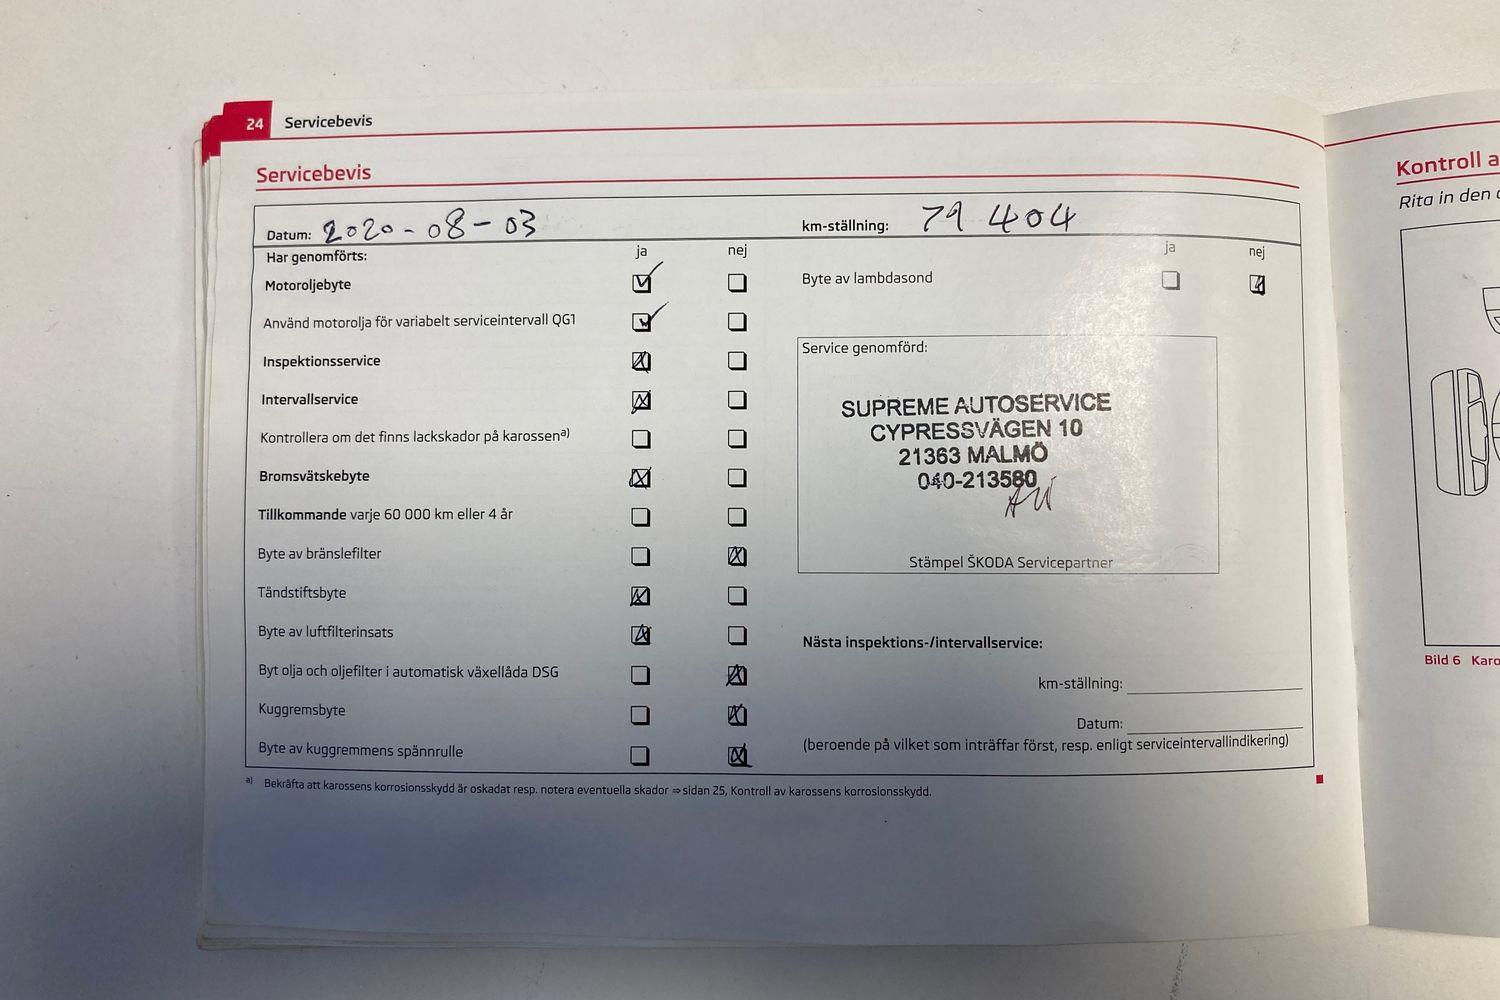 24 Servicebevis
Servicebevis
Datum: 2020-08-03
km-ställning: 79 404
Har genomförts:
ja nej
Motoroljebyte
Använd motorolja för variabelt serviceintervall QG1
Inspektionsservice
Intervallservice
Kontrollera om det finns lackskador på karossen a)
Bromsvätskebyte
Tillkommande varje 60 000 km eller 4 år
Byte av bränslefilter
Tändstiftsbyte
Byte av luftfilterinsats
Byt olja och oljefilter i automatisk växellåda DSG
Kuggremsbyte
Byte av kuggremmens spännrulle
ja nej
Byte av lambdasond
Service genomförd:
SUPREME AUTOSERVICE
CYPRESSVÄGEN 10
21363 MALMÖ
040-213580
Stämpel ŠKODA Servicepartner
Nästa inspektions-/intervallservice:
km-ställning:
Datum:
(beroende på vilket som inträffar först, resp. enligt serviceintervallindikering)
a) Bekräfta att karossens korrosionsskydd är oskadat resp. notera eventuella skador ⇒ sidan 25, Kontroll av karossens korrosionsskydd.
Kontroll a
Rita in den
Bild 6 Karo